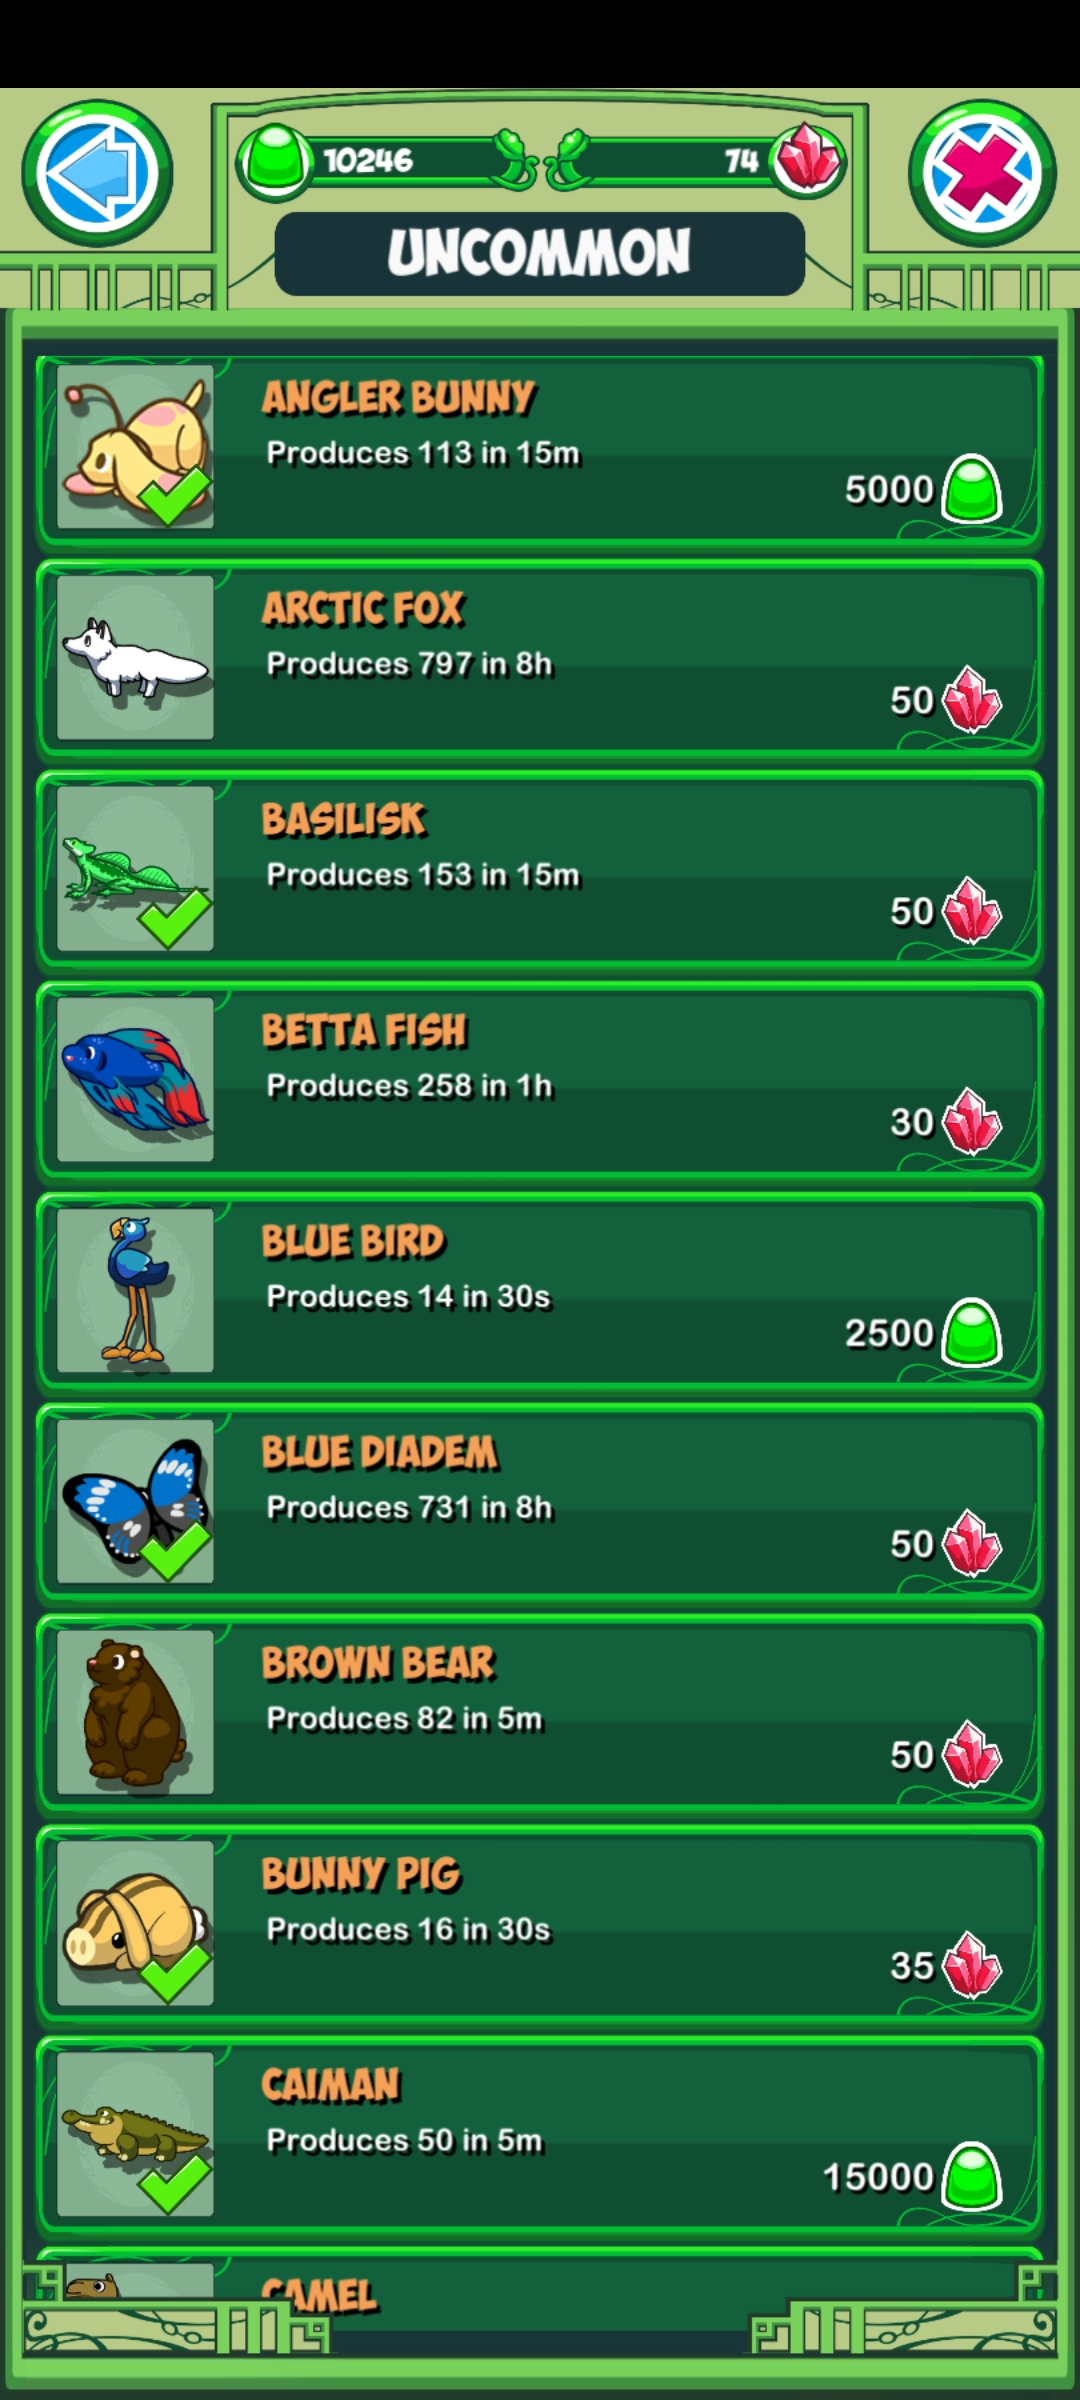 10246
74
UNCOMMON
ANGLER BUNNY
Produces 113 in 15m
5000
ARCTIC FOX
Produces 797 in 8h
50
BASILISK
Produces 153 in 15m
50
BETTA FISH
Produces 258 in 1h
30
BLUE BIRD
Produces 14 in 30s
2500
BLUE DIADEM
Produces 731 in 8h
50
BROWN BEAR
Produces 82 in 5m
50
BUNNY PIG
Produces 16 in 30s
35
CAIMAN
Produces 50 in 5m
15000
CAMEL